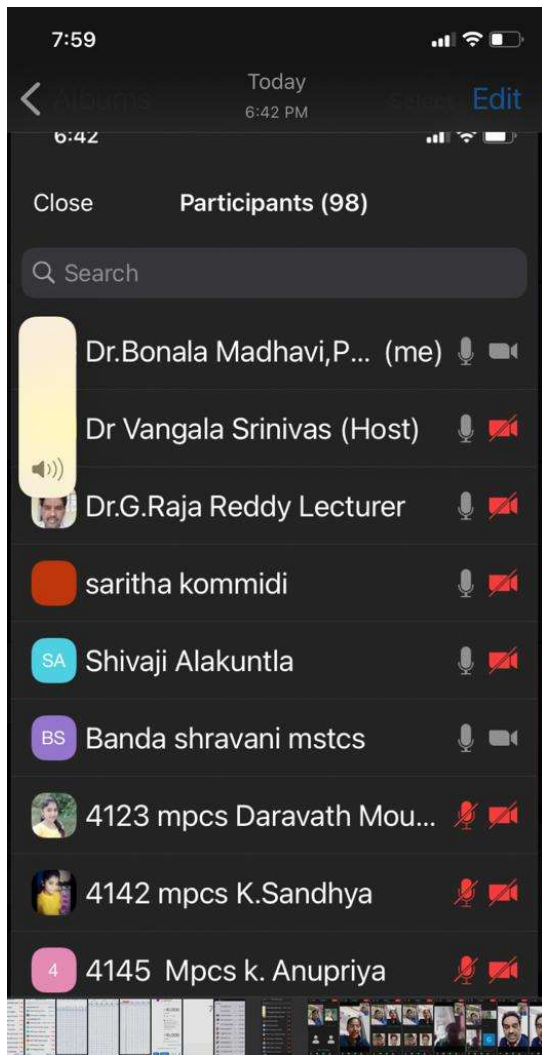 7:59
Today
Albums
Select
Edit
6:42 PM
6:42
Close
Participants (98)
Search
Dr.Bonala Madhavi,P... (me)
Dr Vangala Srinivas (Host)
Dr.G.Raja Reddy Lecturer
saritha kommidi
SA
Shivaji Alakuntla
BS
Banda shravani mstcs
4123 mpcs Daravath Mou...
4142 mpcs K.Sandhya
4
4145 Mpcs k. Anupriya